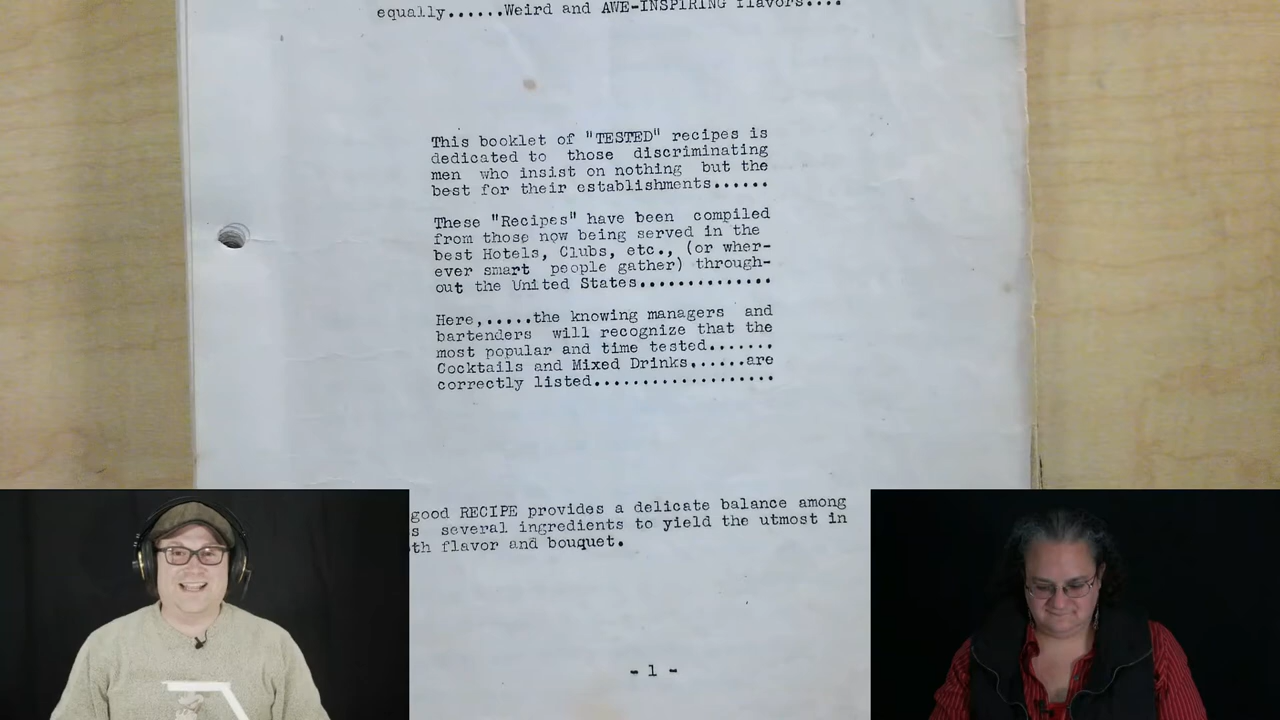 equally......Weird and AWE-INSPIRING flavors....
This booklet of "TESTED" recipes is
dedicated to those discriminating
men who insist on nothing but the
best for their establishments......
These "Recipes" have been compiled
from those now being served in the
best Hotels, Clubs, etc., (or wher-
ever smart people gather) through-
out the United States..............
Here,.....the knowing managers and
bartenders will recognize that the
most popular and time tested.......
Cocktails and Mixed Drinks......are
correctly listed...................
good RECIPE provides a delicate balance among
s several ingredients to yield the utmost in
th flavor and bouquet.
- 1 -